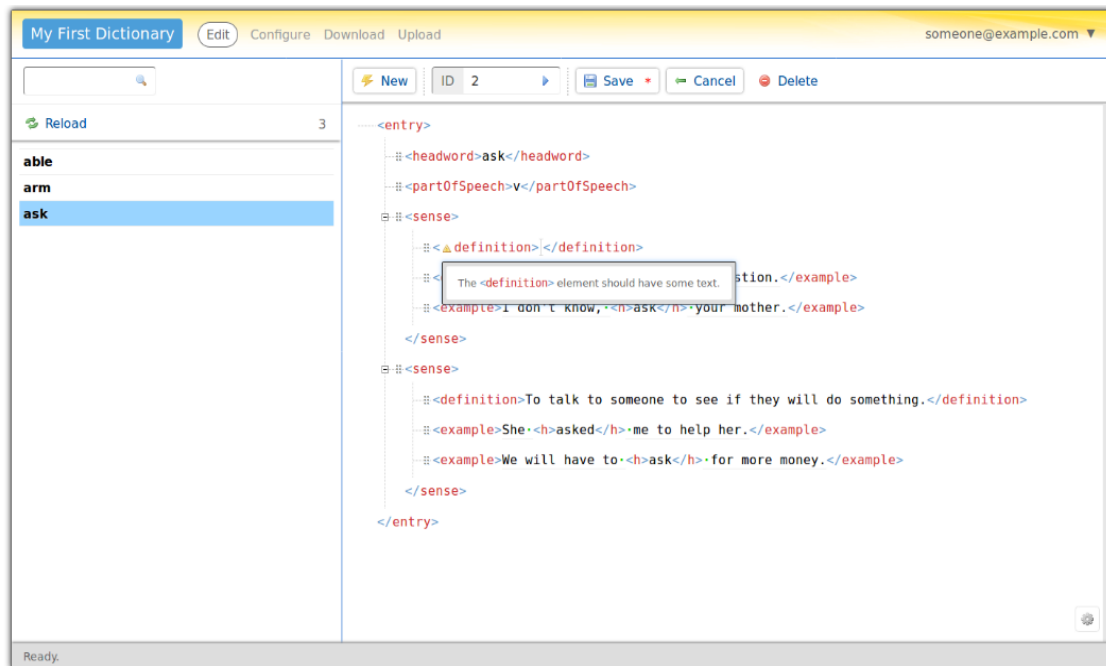 My First Dictionary Edit Configure Download Upload someone@example.com ▼
New ID 2 Save * Cancel Delete
Reload 3
able
arm
ask
<entry>
<headword>ask</headword>
<partOfSpeech>v</partOfSpeech>
<sense>
<definition> </definition>
The <definition> element should have some text.
stion.</example>
<example>I don't know,·<h>ask</h>·your mother.</example>
</sense>
<sense>
<definition>To talk to someone to see if they will do something.</definition>
<example>She·<h>asked</h>·me to help her.</example>
<example>We will have to·<h>ask</h>·for more money.</example>
</sense>
</entry>
Ready.